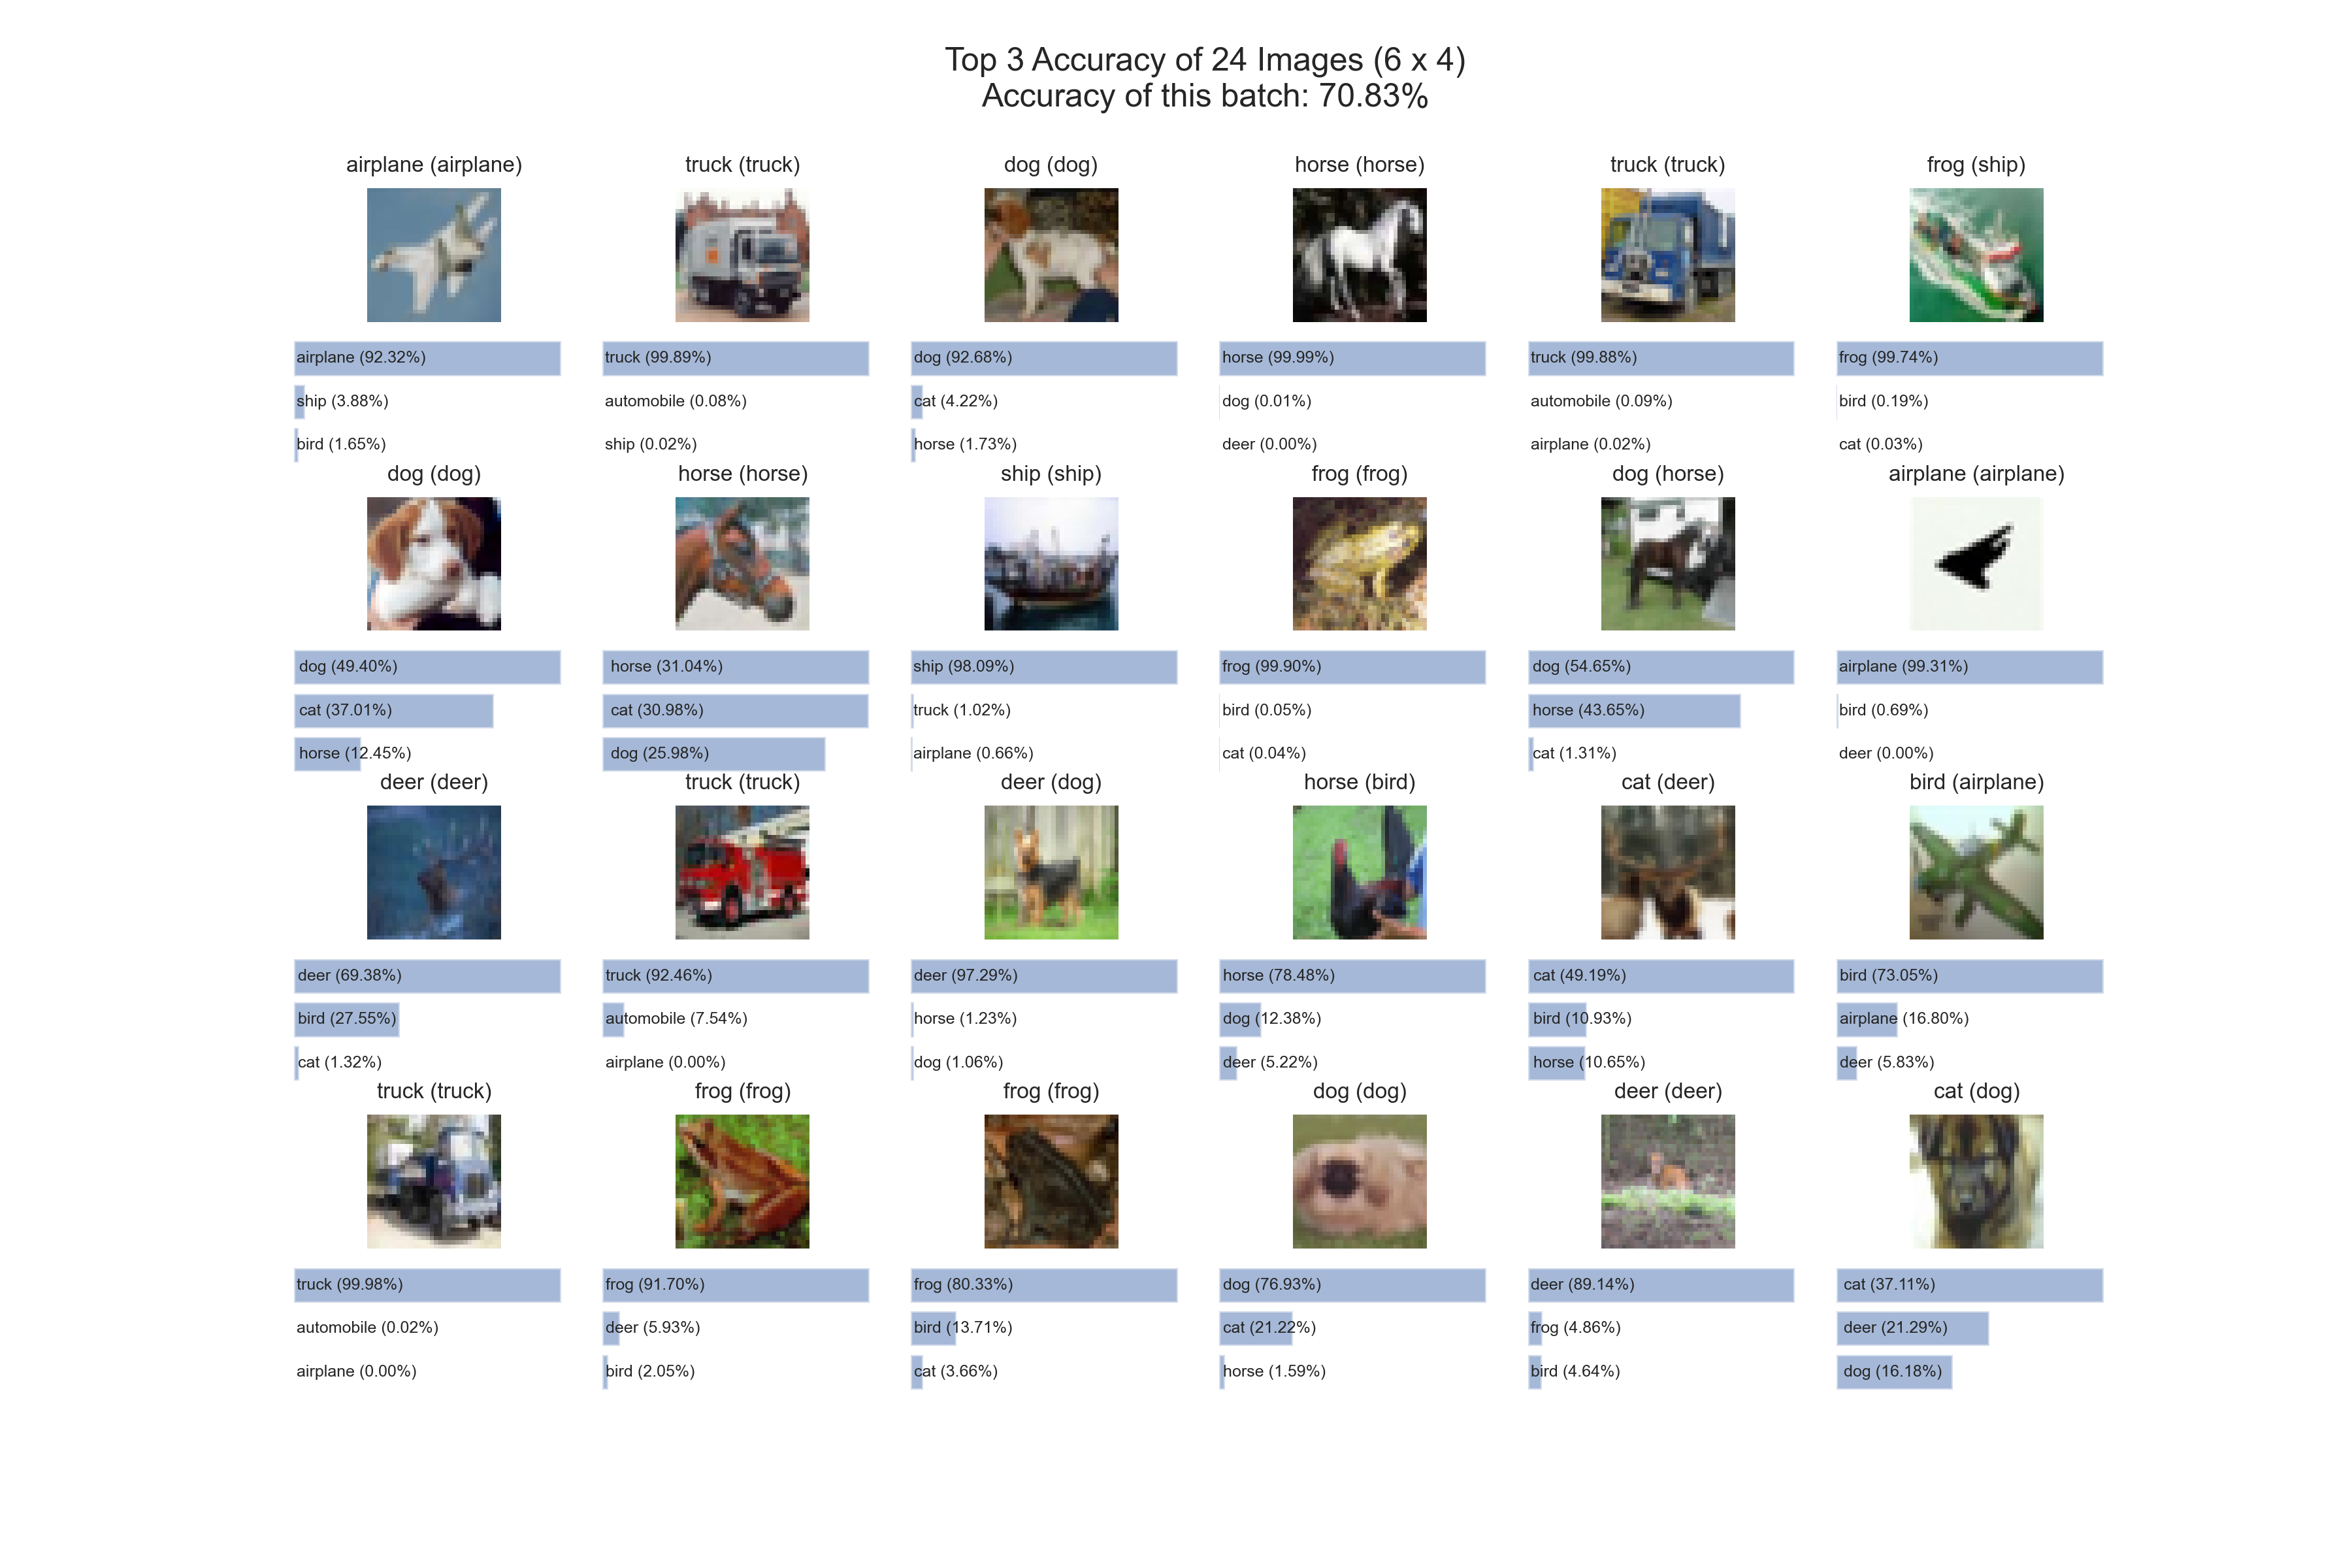 Top 3 Accuracy of 24 Images (6 x 4)
Accuracy of this batch: 70.83%
airplane (airplane)
airplane (92.32%)
ship (3.88%)
bird (1.65%)
truck (truck)
truck (99.89%)
automobile (0.08%)
ship (0.02%)
dog (dog)
dog (92.68%)
cat (4.22%)
horse (1.73%)
horse (horse)
horse (99.99%)
dog (0.01%)
deer (0.00%)
truck (truck)
truck (99.88%)
automobile (0.09%)
airplane (0.02%)
frog (ship)
frog (99.74%)
bird (0.19%)
cat (0.03%)
dog (dog)
dog (49.40%)
cat (37.01%)
horse (12.45%)
horse (horse)
horse (31.04%)
cat (30.98%)
dog (25.98%)
ship (ship)
ship (98.09%)
truck (1.02%)
airplane (0.66%)
frog (frog)
frog (99.90%)
bird (0.05%)
cat (0.04%)
dog (horse)
dog (54.65%)
horse (43.65%)
cat (1.31%)
airplane (airplane)
airplane (99.31%)
bird (0.69%)
deer (0.00%)
deer (deer)
deer (69.38%)
bird (27.55%)
cat (1.32%)
truck (truck)
truck (92.46%)
automobile (7.54%)
airplane (0.00%)
deer (dog)
deer (97.29%)
horse (1.23%)
dog (1.06%)
horse (bird)
horse (78.48%)
dog (12.38%)
deer (5.22%)
cat (deer)
cat (49.19%)
bird (10.93%)
horse (10.65%)
bird (airplane)
bird (73.05%)
airplane (16.80%)
deer (5.83%)
truck (truck)
truck (99.98%)
automobile (0.02%)
airplane (0.00%)
frog (frog)
frog (91.70%)
deer (5.93%)
bird (2.05%)
frog (frog)
frog (80.33%)
bird (13.71%)
cat (3.66%)
dog (dog)
dog (76.93%)
cat (21.22%)
horse (1.59%)
deer (deer)
deer (89.14%)
frog (4.86%)
bird (4.64%)
cat (dog)
cat (37.11%)
deer (21.29%)
dog (16.18%)